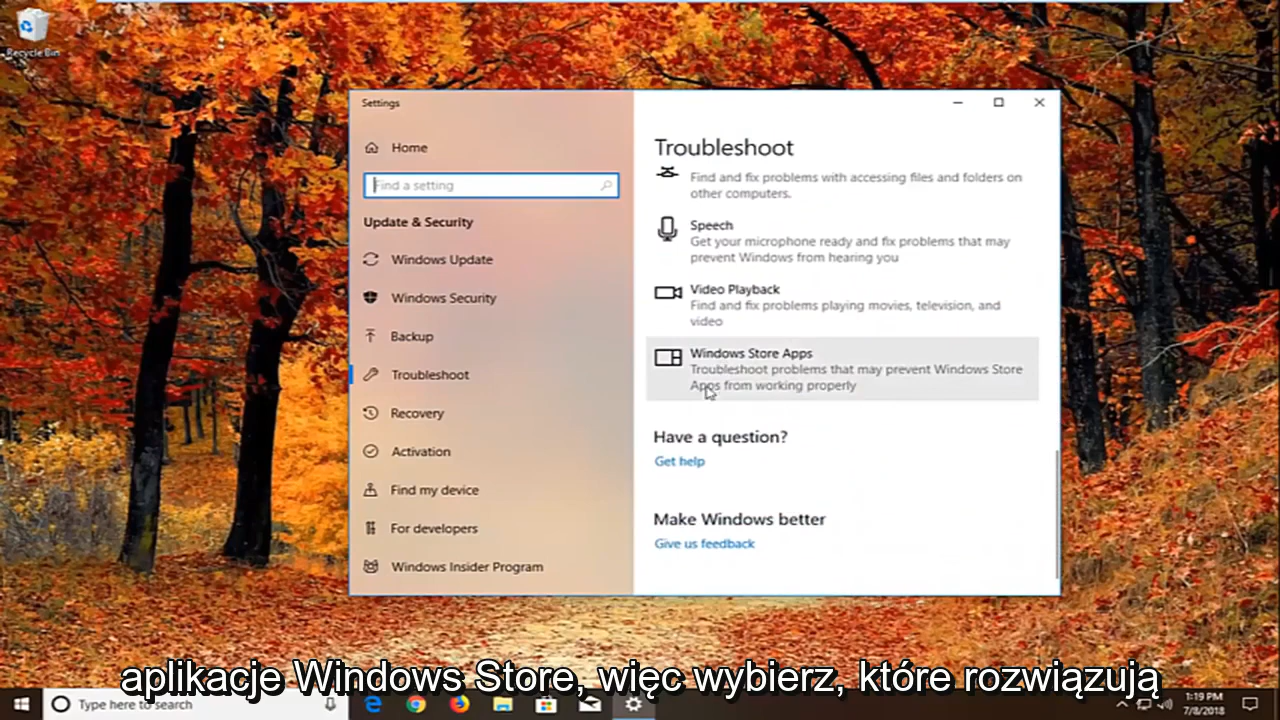 Recycle Bin
Settings
Home
Find a setting
Update & Security
Windows Update
Windows Security
Backup
Troubleshoot
Recovery
Activation
Find my device
For developers
Windows Insider Program
Troubleshoot
Find and fix problems with accessing files and folders on
other computers.
Speech
Get your microphone ready and fix problems that may
prevent Windows from hearing you
Video Playback
Find and fix problems playing movies, television, and
video
Windows Store Apps
Troubleshoot problems that may prevent Windows Store
Apps from working properly
Have a question?
Get help
Make Windows better
Give us feedback
aplikacje Windows Store, więc wybierz, które rozwiązują
Type here to search
1:19 PM
7/8/2018